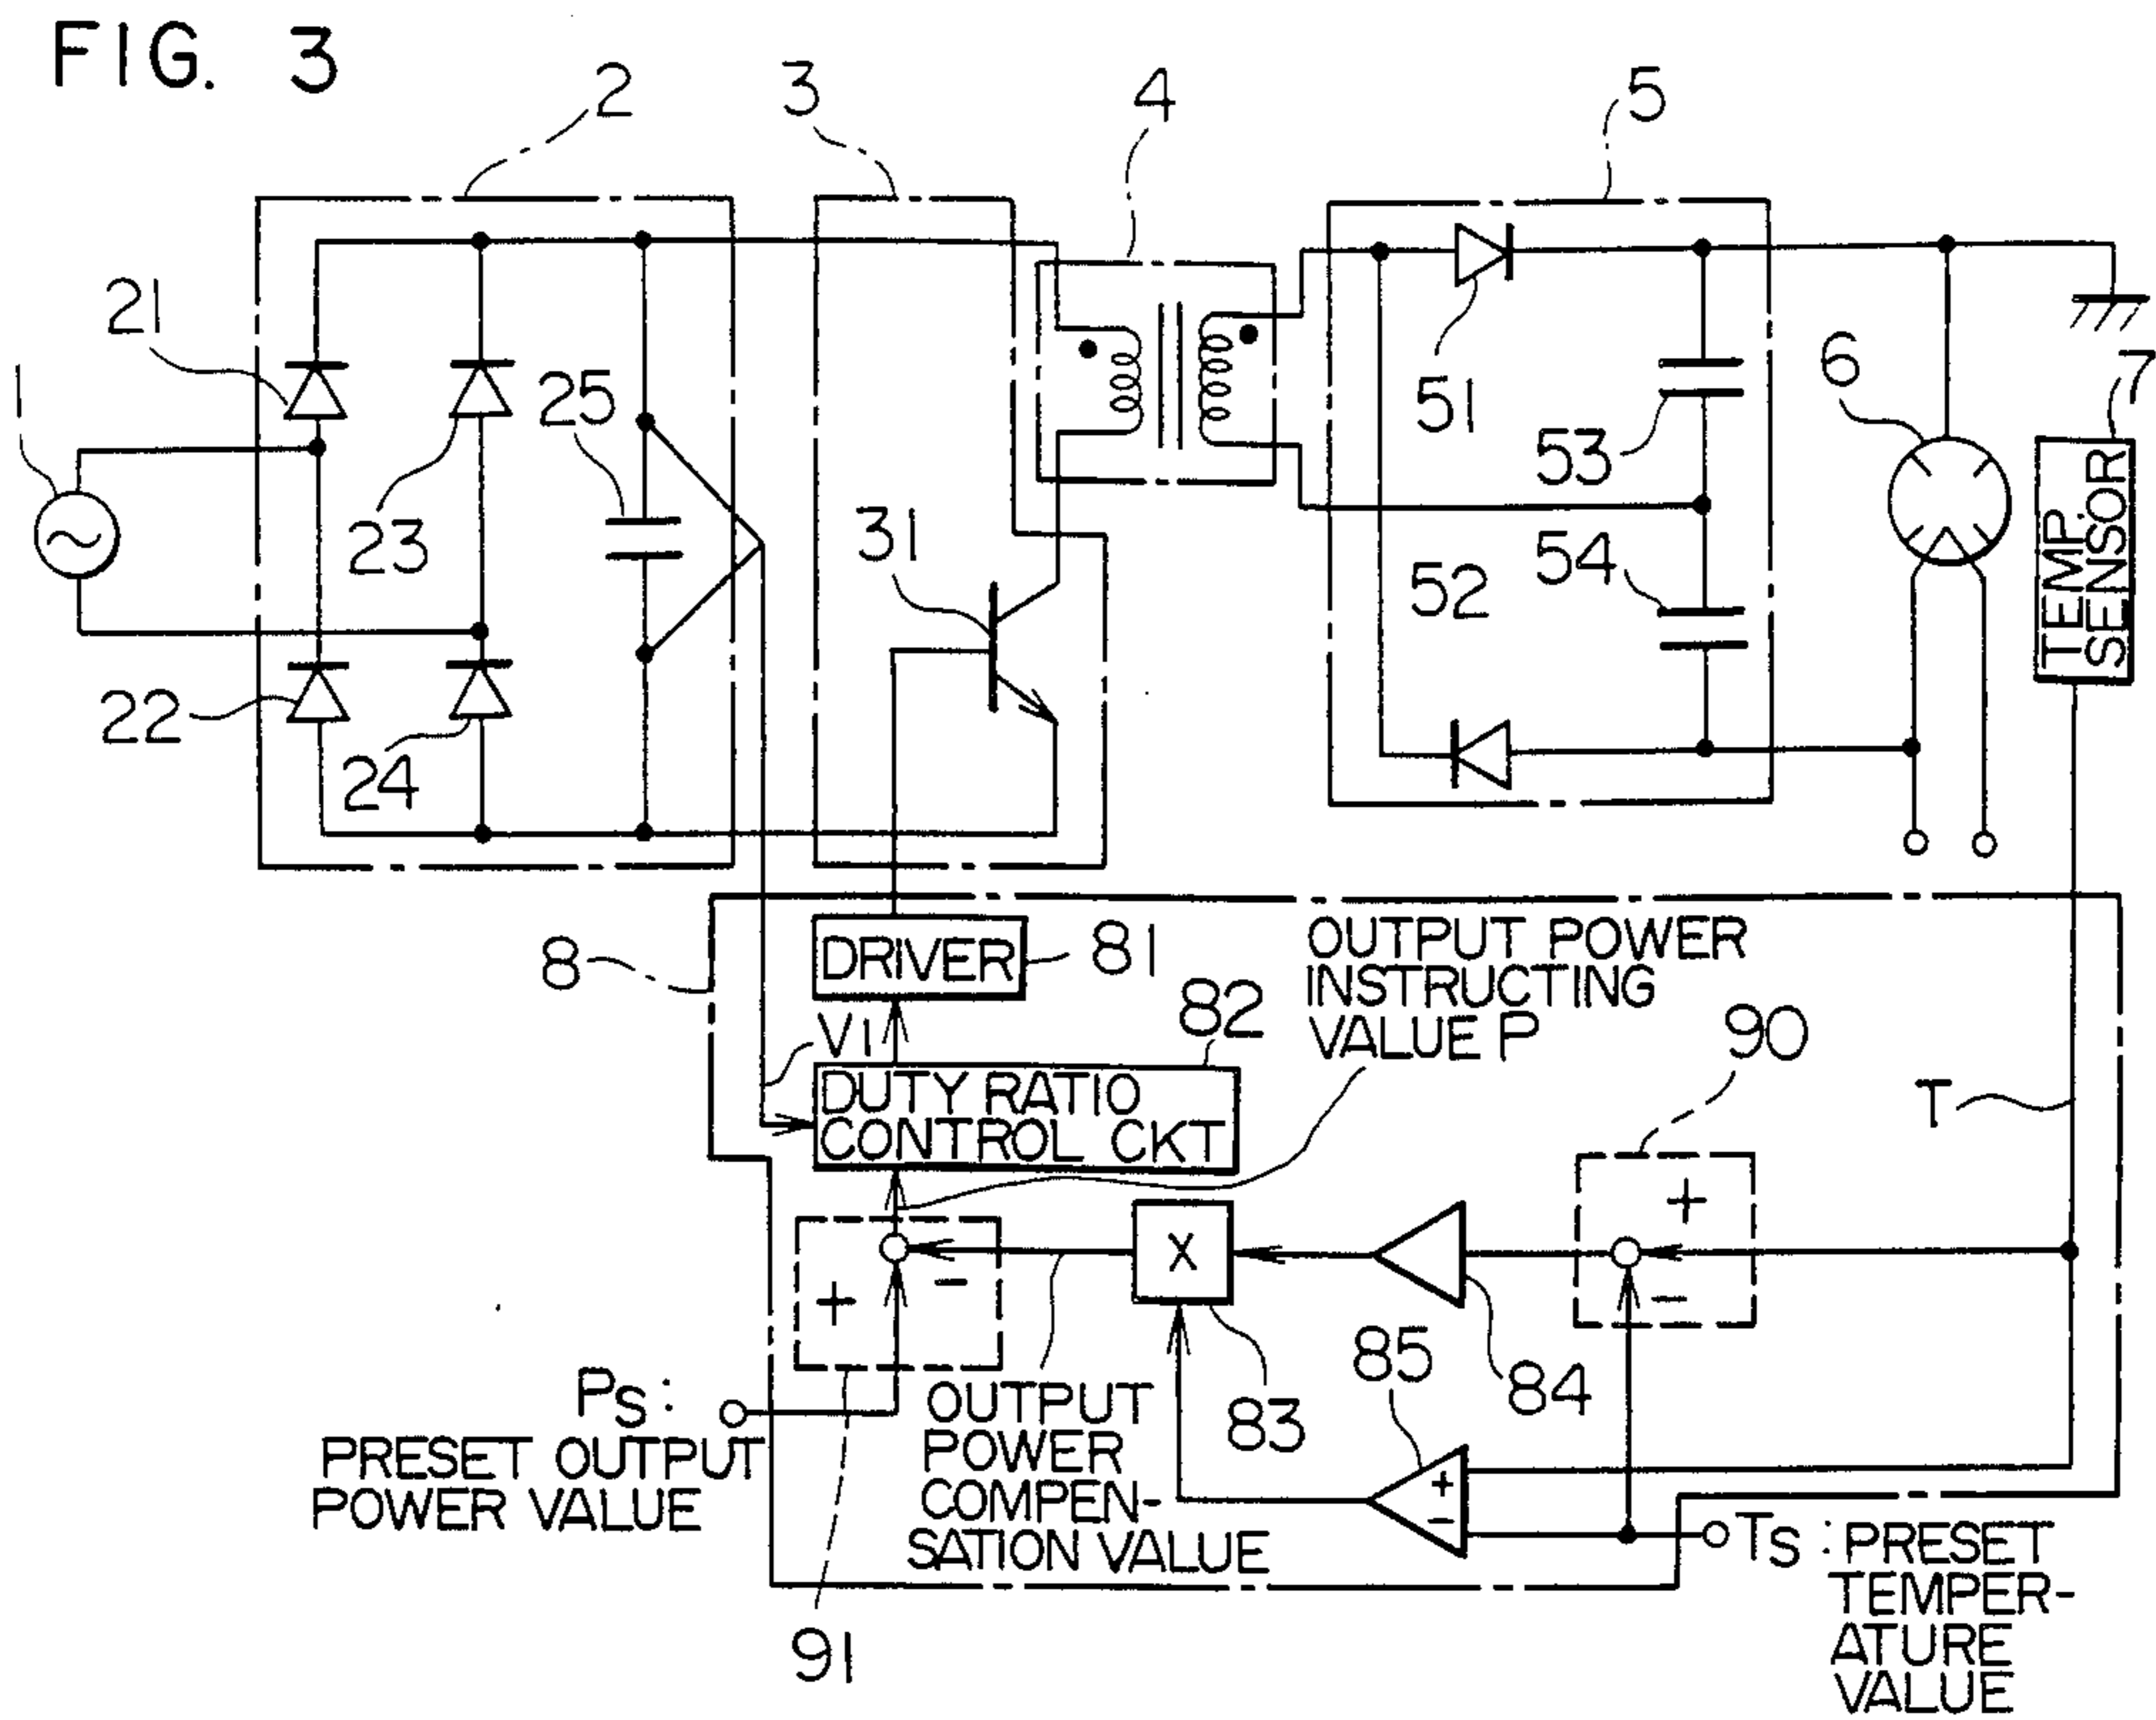 FIG. 3
2
3
4
5
21
1
25
23
22
24
31
51
53
52
54
6
7
TEMP. SENSOR
8
DRIVER
81
V1
82
DUTY RATIO
CONTROL CKT
OUTPUT POWER
INSTRUCTING
VALUE P
90
T
+
-
X
+
-
83
84
85
+
-
PS :
PRESET OUTPUT
POWER VALUE
OUTPUT
POWER
COMPEN-
SATION VALUE
91
TS : PRESET
TEMPER-
ATURE
VALUE